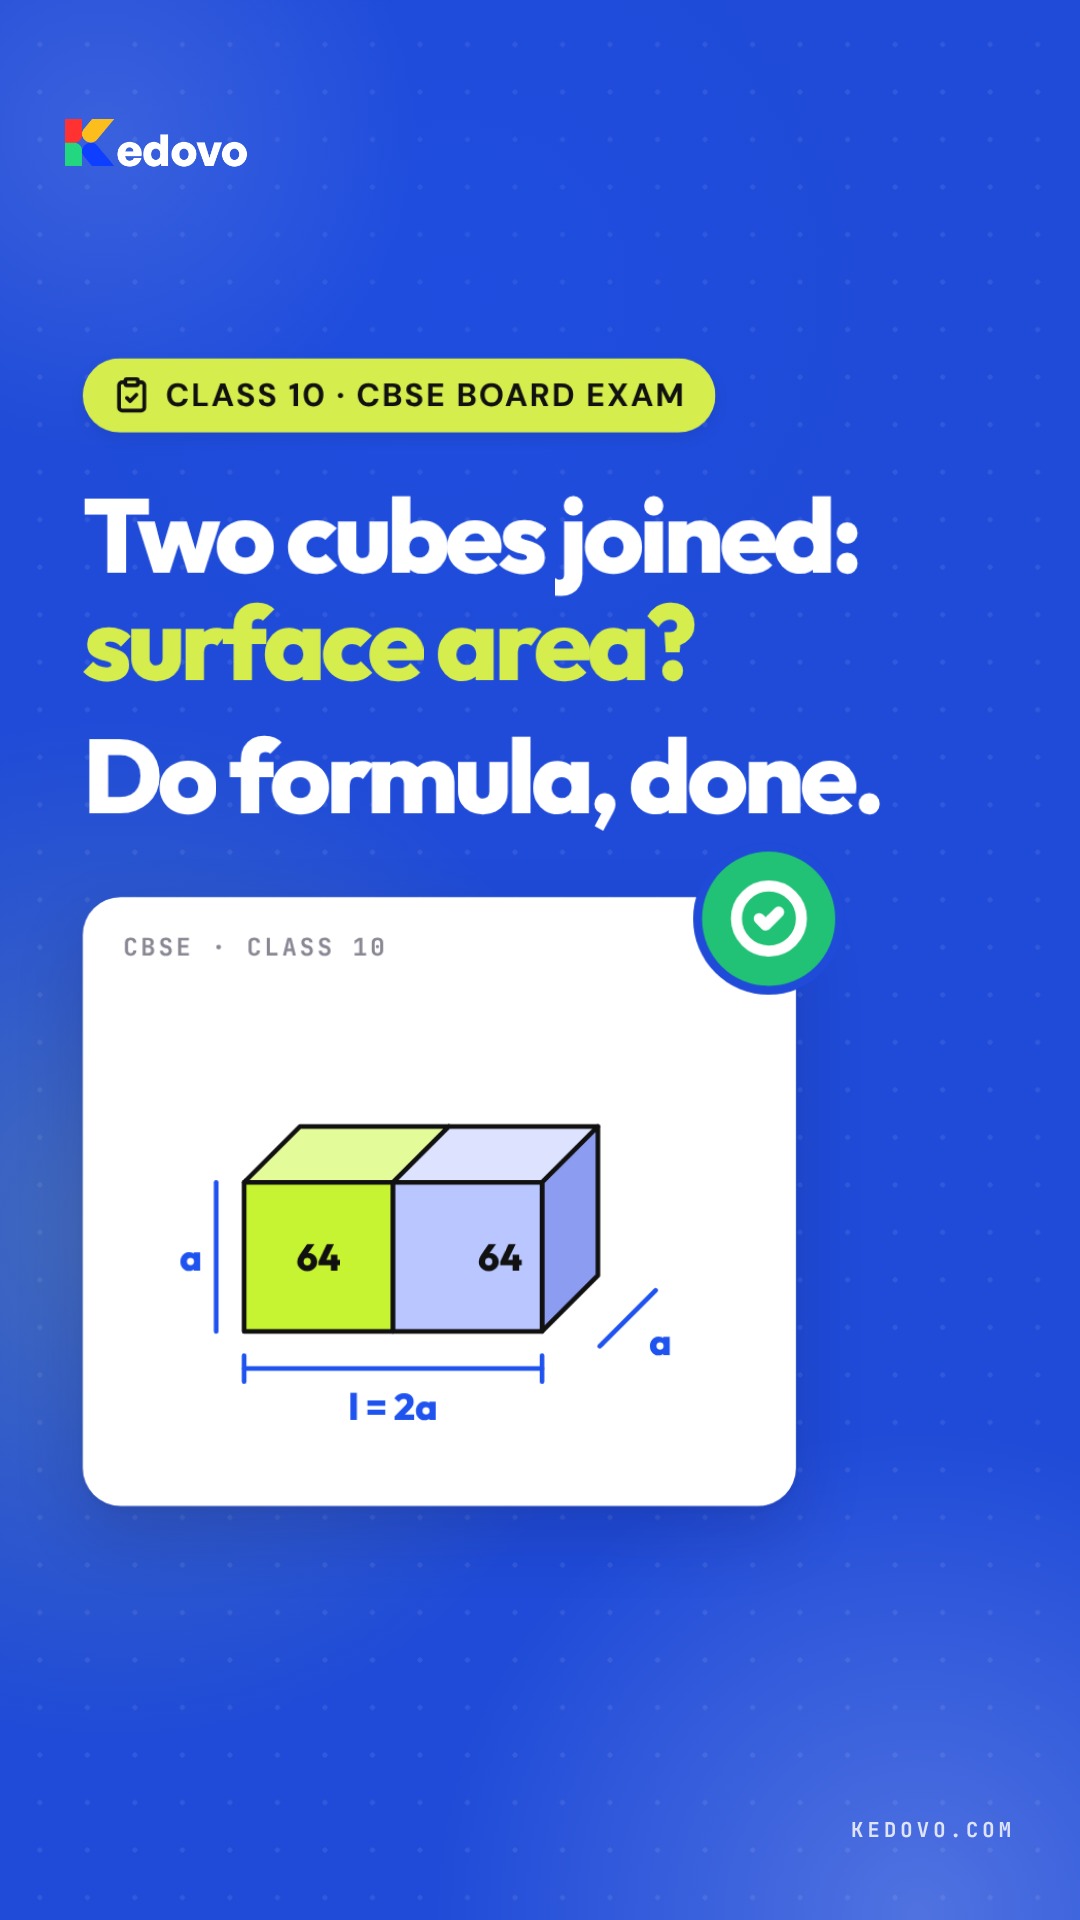 Kedovo
CLASS 10 · CBSE BOARD EXAM
Two cubes joined:
surface area?
Do formula, done.
CBSE · CLASS 10
64 64
a
a
l = 2a
KEDOVO.COM